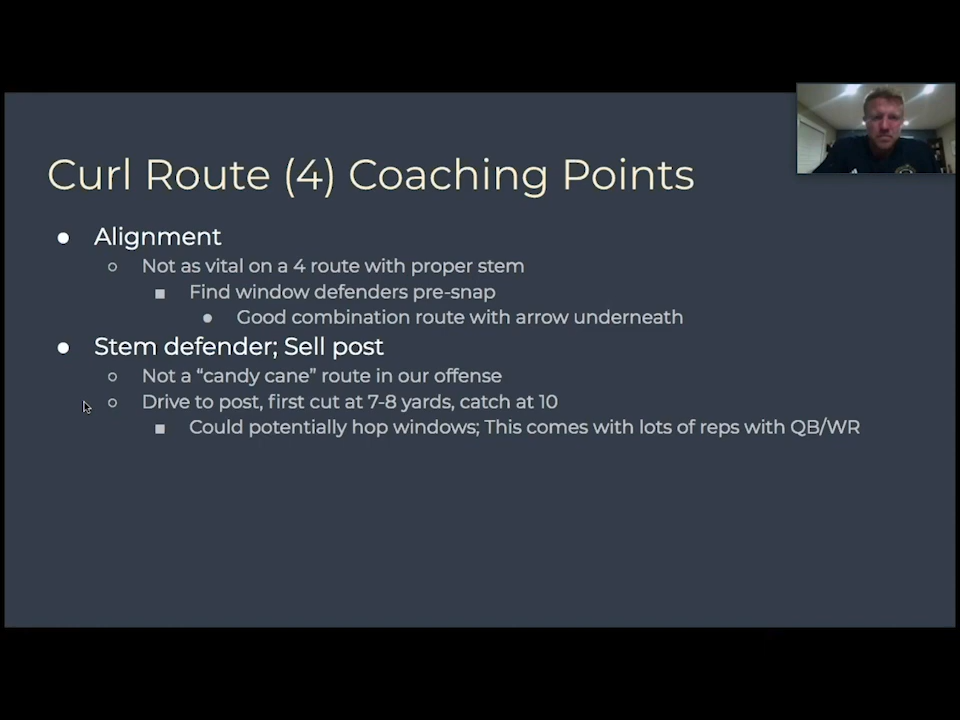 Curl Route (4) Coaching Points
Alignment
Not as vital on a 4 route with proper stem
Find window defenders pre-snap
Good combination route with arrow underneath
Stem defender; Sell post
Not a “candy cane” route in our offense
Drive to post, first cut at 7-8 yards, catch at 10
Could potentially hop windows; This comes with lots of reps with QB/WR